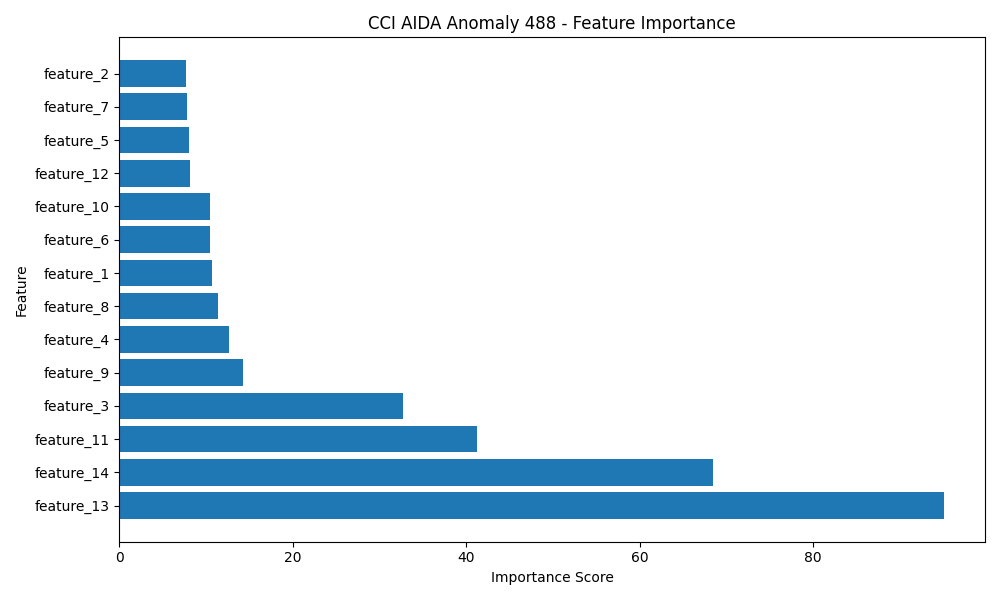 CCI AIDA Anomaly 488 - Feature Importance
Feature
feature_2
feature_7
feature_5
feature_12
feature_10
feature_6
feature_1
feature_8
feature_4
feature_9
feature_3
feature_11
feature_14
feature_13
0 20 40 60 80
Importance Score